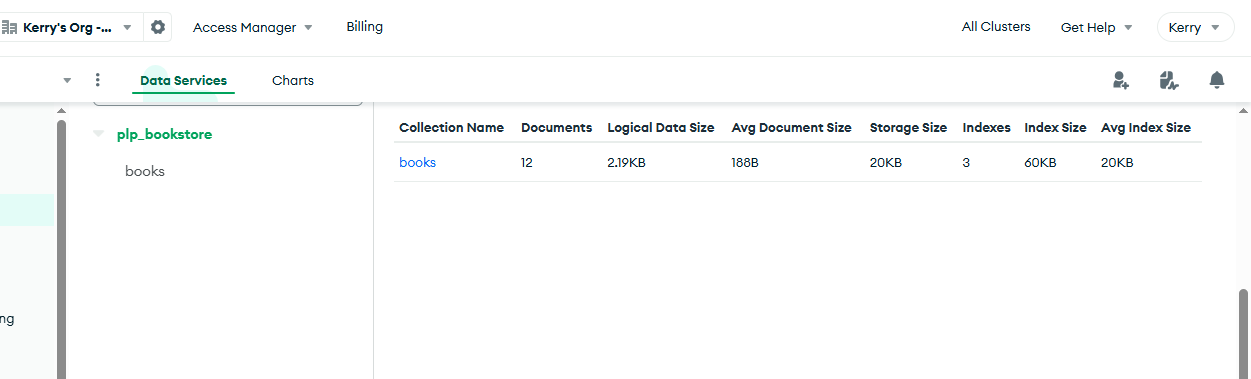 Kerry's Org -... Access Manager Billing All Clusters Get Help Kerry
Data Services Charts
plp_bookstore
books
ng
Collection Name Documents Logical Data Size Avg Document Size Storage Size Indexes Index Size Avg Index Size
books 12 2.19KB 188B 20KB 3 60KB 20KB